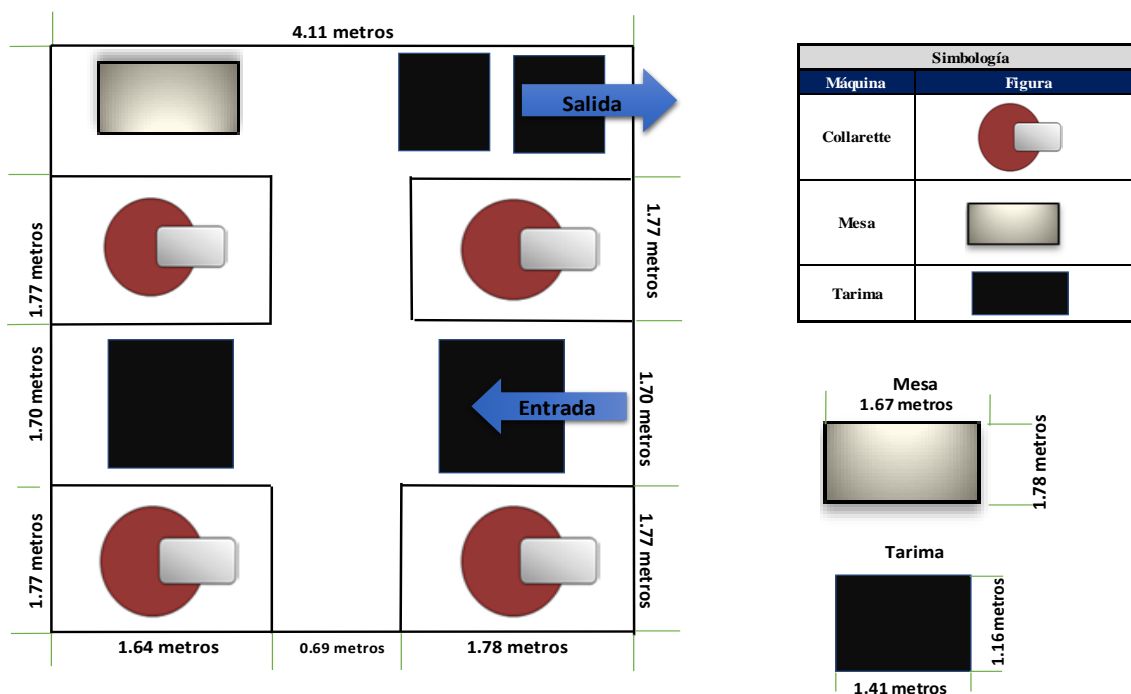 4.11 metros
Salida
1.77 metros
1.77 metros
1.70 metros
Entrada
1.70 metros
1.77 metros
1.77 metros
1.64 metros
0.69 metros
1.78 metros
Simbología
Máquina Figura
Collarette
Mesa
Tarima
Mesa
1.67 metros
1.78 metros
Tarima
1.16 metros
1.41 metros